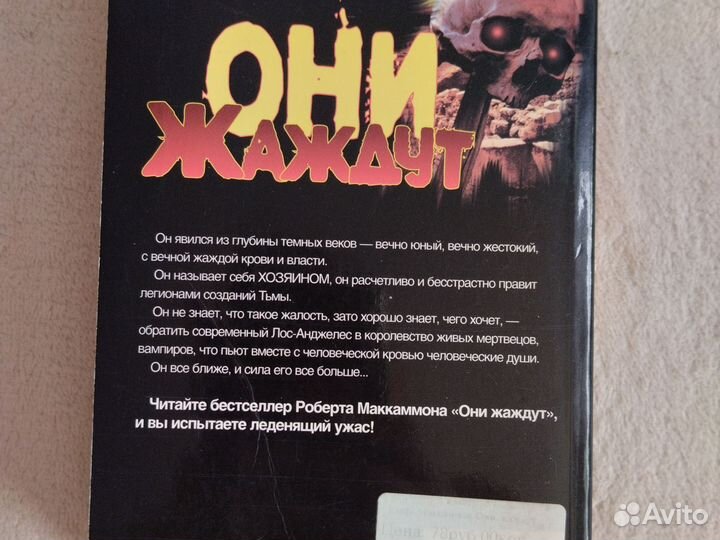 ОНИ
ЖАЖДУТ
Он явился из глубины темных веков — вечно юный, вечно жестокий,
с вечной жаждой крови и власти.
Он называет себя ХОЗЯИНОМ, он расчетливо и бесстрастно правит
легионами созданий Тьмы.
Он не знает, что такое жалость, зато хорошо знает, чего хочет, —
обратить современный Лос-Анджелес в королевство живых мертвецов,
вампиров, что пьют вместе с человеческой кровью человеческие души.
Он все ближе, и сила его все больше...
Читайте бестселлер Роберта Маккаммона «Они жаждут»,
и вы испытаете леденящий ужас!
Цена: 78руб.00
Avito